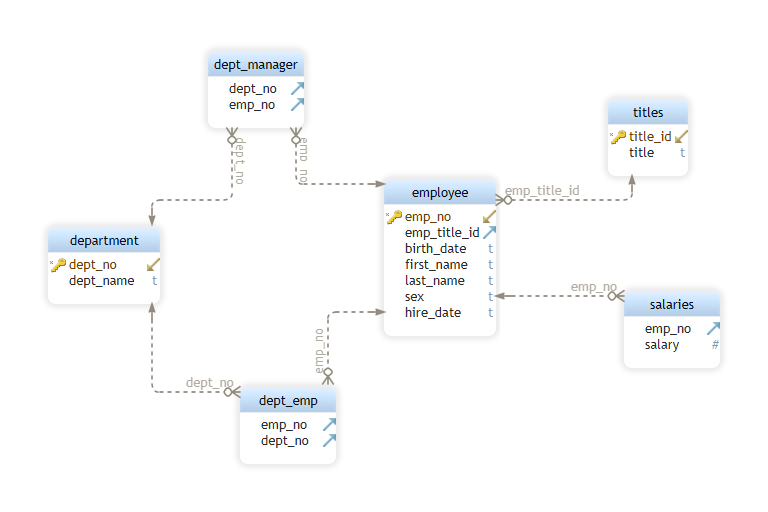 dept_manager
dept_no
emp_no
dept_no
emp_no
titles
title_id
title t
employee
emp_no
emp_title_id
birth_date t
first_name t
last_name t
sex t
hire_date t
emp_title_id
department
dept_no
dept_name t
emp_no
salaries
emp_no
salary #
emp_no
dept_no
dept_emp
emp_no
dept_no